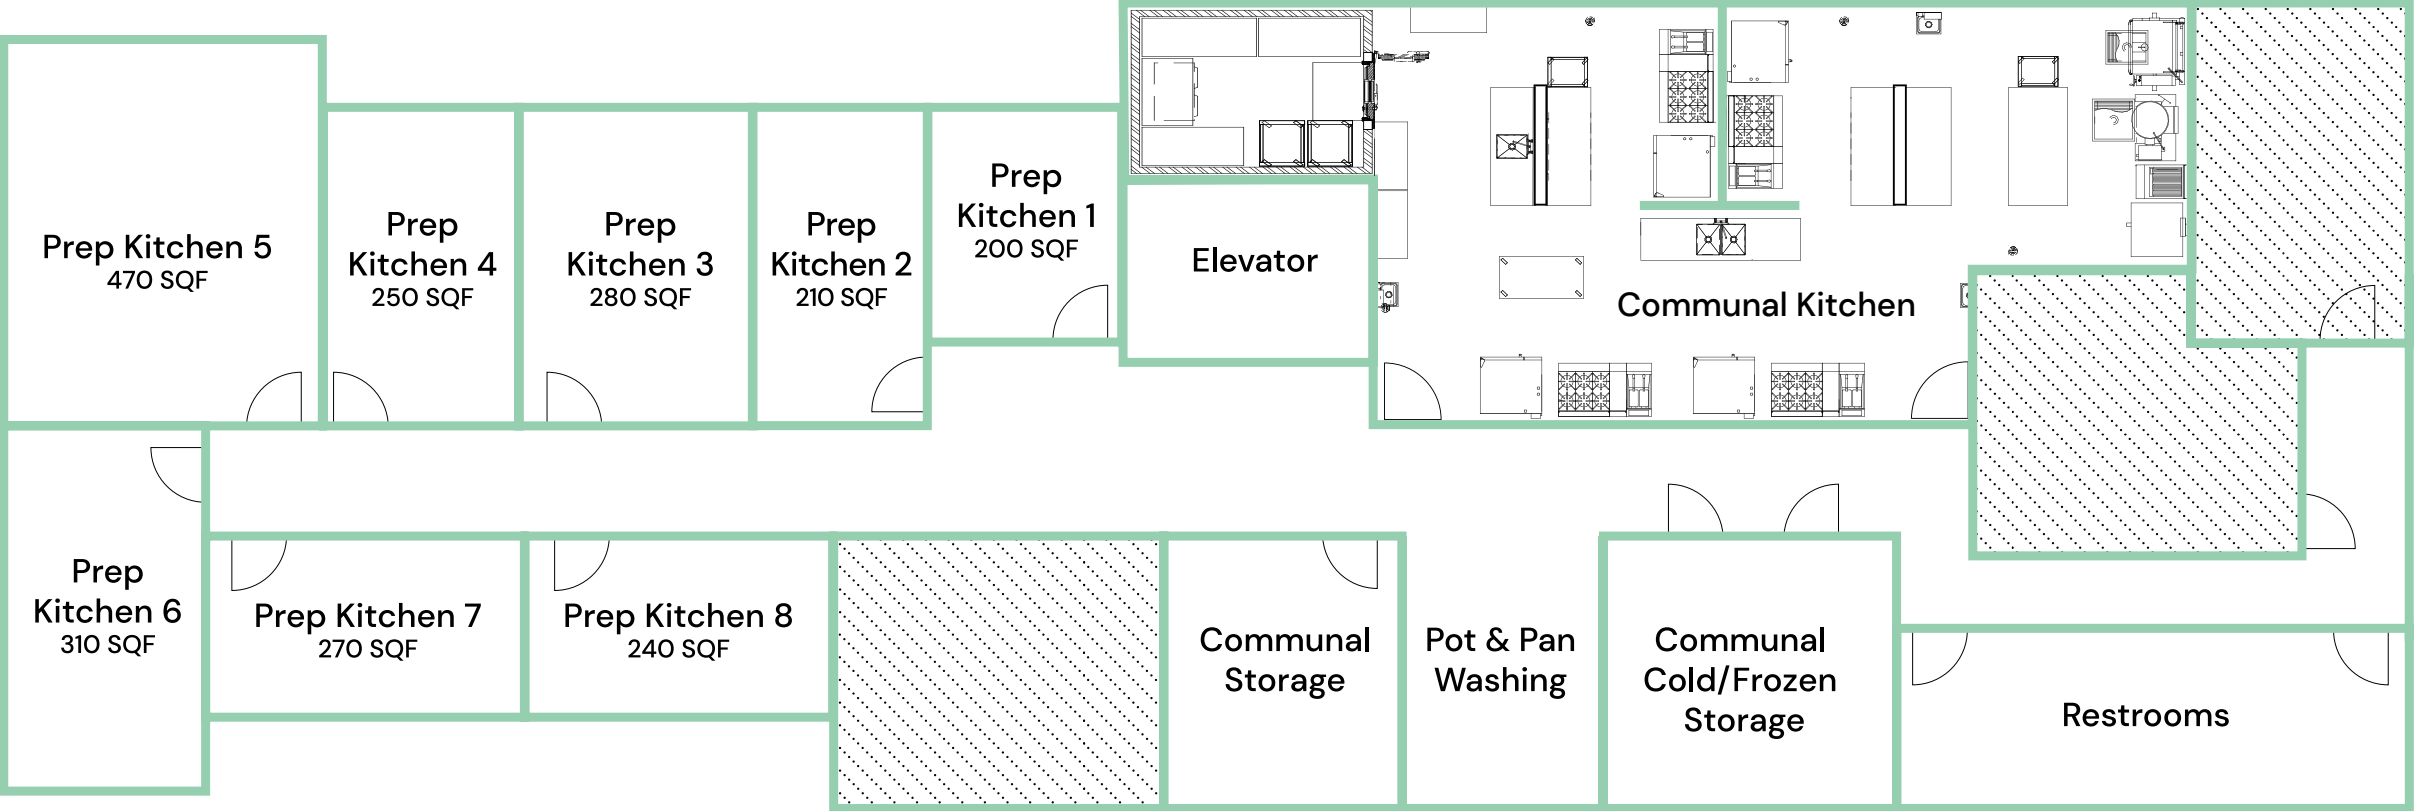 Prep Kitchen 5
470 SQF
Prep
Kitchen 4
250 SQF
Prep
Kitchen 3
280 SQF
Prep
Kitchen 2
210 SQF
Prep
Kitchen 1
200 SQF
Elevator
Communal Kitchen
Prep
Kitchen 6
310 SQF
Prep Kitchen 7
270 SQF
Prep Kitchen 8
240 SQF
Communal
Storage
Pot & Pan
Washing
Communal
Cold/Frozen
Storage
Restrooms